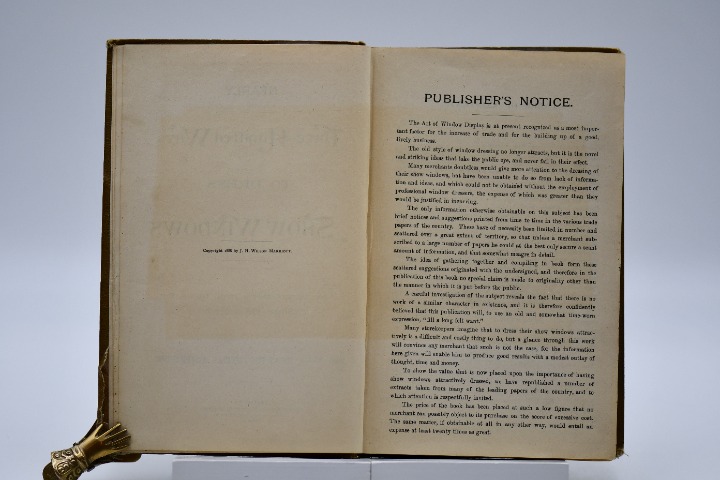 Copyright 1888 by J. H. Wilson Marriott.
PUBLISHER'S NOTICE.
The Art of Window Display is at present recognized as a most impor-
tant factor for the increase of trade and for the building up of a good,
lively business.
The old style of window dressing no longer attracts, but it is the novel
and striking ideas that take the public eye, and never fail in their effect.
Many merchants doubtless would give more attention to the dressing of
their show windows, but have been unable to do so from lack of informa-
tion and ideas, and which could not be obtained without the employment of
professional window dressers, the expense of which was greater than they
would be justified in incurring.
The only information otherwise obtainable on this subject has been
brief notices and suggestions printed from time to time in the various trade
papers of the country. These have of necessity been limited in number and
scattered over a great extent of territory, so that unless a merchant sub-
scribed to a large number of papers he could at the best only secure a scant
amount of information, and that somewhat meagre in detail.
The idea of gathering together and compiling in book form these
scattered suggestions originated with the undersigned, and therefore in the
publication of this book no special claim is made to originality other than
the manner in which it is put before the public.
A careful investigation of the subject reveals the fact that there is no
work of a similar character in existence, and it is therefore confidently
believed that this publication will, to use an old and somewhat time-worn
expression, "fill a long felt want."
Many storekeepers imagine that to dress their show windows attrac-
tively is a difficult and costly thing to do, but a glance through this work
will convince any merchant that such is not the case, for the information
here given will enable him to produce good results with a modest outlay of
thought, time and money.
To show the value that is now placed upon the importance of having
show windows attractively dressed, we have republished a number of
extracts taken from many of the leading papers of the country, and to
which attention is respectfully invited.
The price of the book has been placed at such a low figure that no
merchant can possibly object to its purchase on the score of excessive cost.
The same matter, if obtainable at all in any other way, would entail an
expense at least twenty times as great.